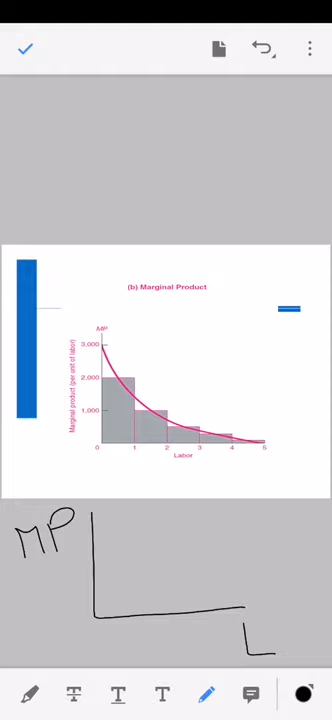 (b) Marginal Product
MP
3,000
2,000
1,000
Marginal product (per unit of labor)
0 1 2 3 4 5
Labor
MP
L
T T T